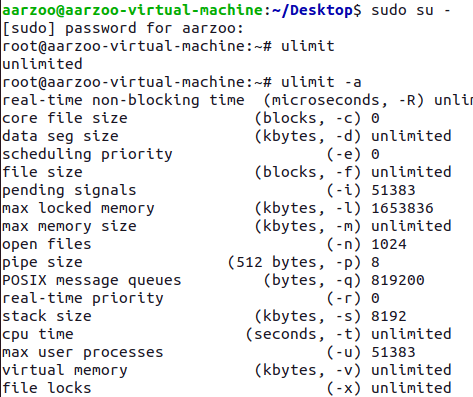 aarzoo@aarzoo-virtual-machine:~/Desktop$ sudo su -
[sudo] password for aarzoo:
root@aarzoo-virtual-machine:~# ulimit
unlimited
root@aarzoo-virtual-machine:~# ulimit -a
real-time non-blocking time  (microseconds, -R) unli
core file size              (blocks, -c) 0
data seg size               (kbytes, -d) unlimited
scheduling priority                 (-e) 0
file size                   (blocks, -f) unlimited
pending signals                     (-i) 51383
max locked memory           (kbytes, -l) 1653836
max memory size             (kbytes, -m) unlimited
open files                          (-n) 1024
pipe size                (512 bytes, -p) 8
POSIX message queues         (bytes, -q) 819200
real-time priority                  (-r) 0
stack size                  (kbytes, -s) 8192
cpu time                   (seconds, -t) unlimited
max user processes                  (-u) 51383
virtual memory              (kbytes, -v) unlimited
file locks                          (-x) unlimited